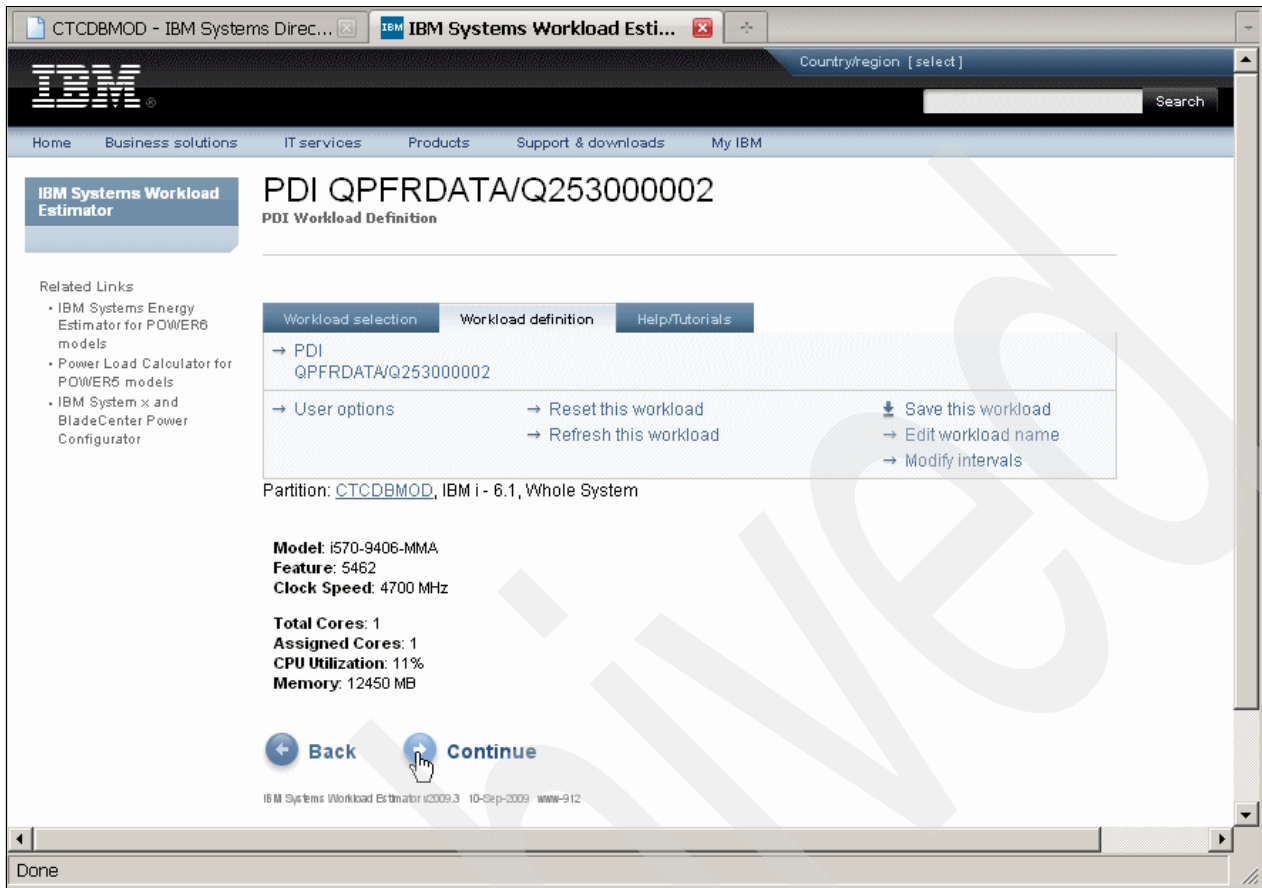 CTCDBMOD - IBM Systems Direc...
IBM IBM Systems Workload Esti...
Country/region [ select ]
IBM®
Search
Home Business solutions IT services Products Support & downloads My IBM
IBM Systems Workload Estimator
PDI QPFRDATA/Q253000002
PDI Workload Definition
Related Links
• IBM Systems Energy
Estimator for POWER6
models
• Power Load Calculator for
POWER5 models
• IBM System x and
BladeCenter Power
Configurator
Workload selection Workload definition Help/Tutorials
→ PDI
QPFRDATA/Q253000002
→ User options → Reset this workload Save this workload
→ Refresh this workload → Edit workload name
→ Modify intervals
Partition: CTCDBMOD, IBM i - 6.1, Whole System
Model: i570-9406-MMA
Feature: 5462
Clock Speed: 4700 MHz
Total Cores: 1
Assigned Cores: 1
CPU Utilization: 11%
Memory: 12450 MB
Back Continue
IBM Systems Workload Estimator v2009.3 10-Sep-2009 www-912
Done